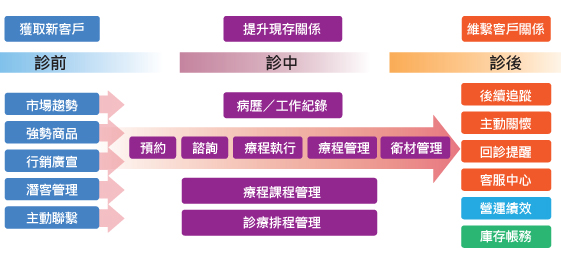 獲取新客戶
提升現存關係
維繫客戶關係
診前
診中
診後
市場趨勢
強勢商品
行銷廣宣
潛客管理
主動聯繫
病歷／工作紀錄
預約
諮詢
療程執行
療程管理
衛材管理
療程課程管理
診療排程管理
後續追蹤
主動關懷
回診提醒
客服中心
營運績效
庫存帳務